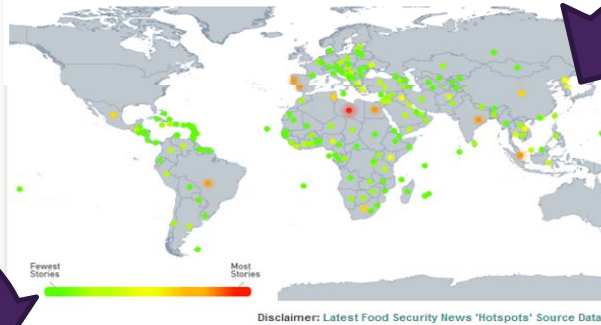 Fewest
Stories
Most
Stories
Disclaimer: Latest Food Security News 'Hotspots' Source Data